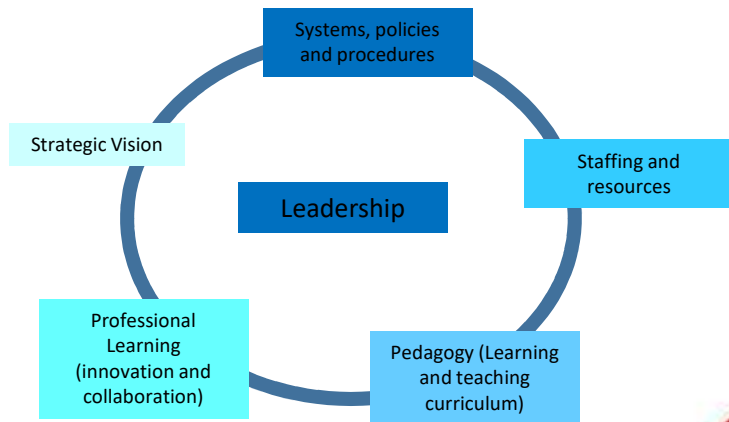 Systems, policies
and procedures
Strategic Vision
Staffing and
resources
Leadership
Professional
Learning
(innovation and
collaboration)
Pedagogy (Learning
and teaching
curriculum)